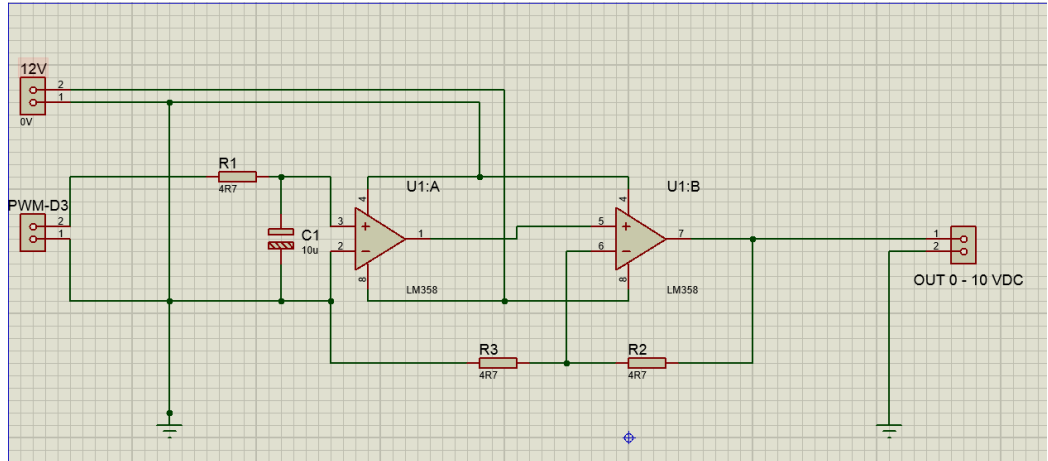 12V
2
1
0V
R1
4R7
PWM-D3
2
1
C1
10u
U1:A
4
3
2
1
8
LM358
U1:B
4
5
6
7
8
LM358
1
2
OUT 0 - 10 VDC
R3
4R7
R2
4R7